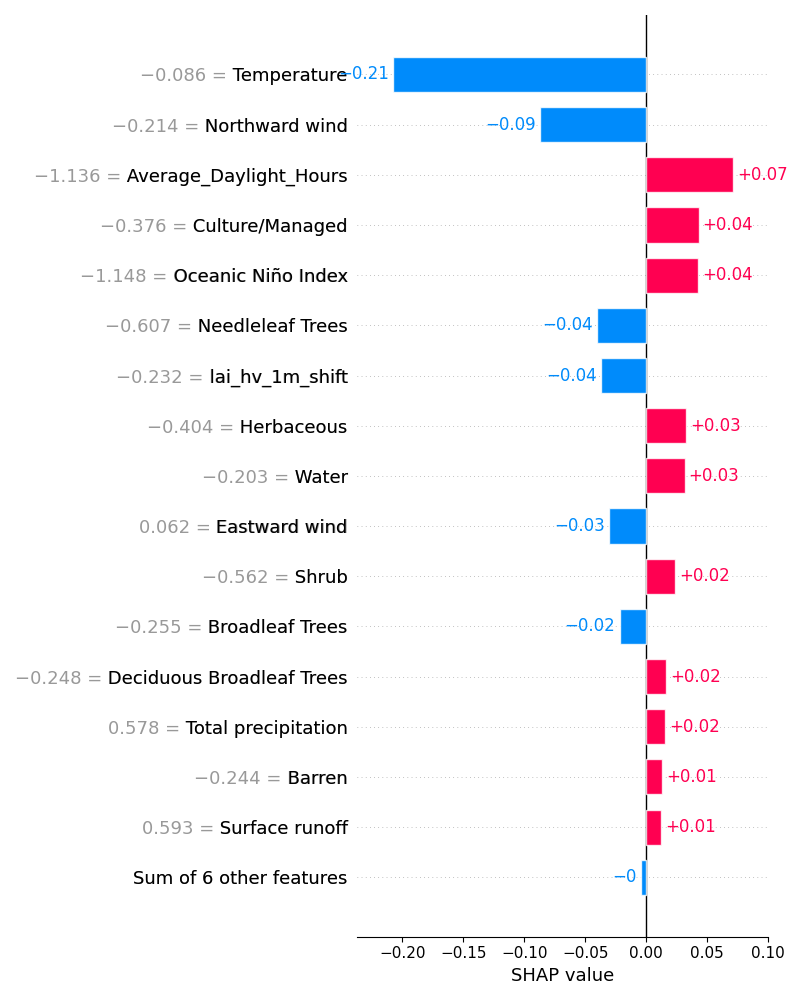 −0.086 = Temperature −0.21
−0.214 = Northward wind −0.09
−1.136 = Average_Daylight_Hours +0.07
−0.376 = Culture/Managed +0.04
−1.148 = Oceanic Niño Index +0.04
−0.607 = Needleleaf Trees −0.04
−0.232 = lai_hv_1m_shift −0.04
−0.404 = Herbaceous +0.03
−0.203 = Water +0.03
0.062 = Eastward wind −0.03
−0.562 = Shrub +0.02
−0.255 = Broadleaf Trees −0.02
−0.248 = Deciduous Broadleaf Trees +0.02
0.578 = Total precipitation +0.02
−0.244 = Barren +0.01
0.593 = Surface runoff +0.01
Sum of 6 other features −0
−0.20 −0.15 −0.10 −0.05 0.00 0.05 0.10
SHAP value